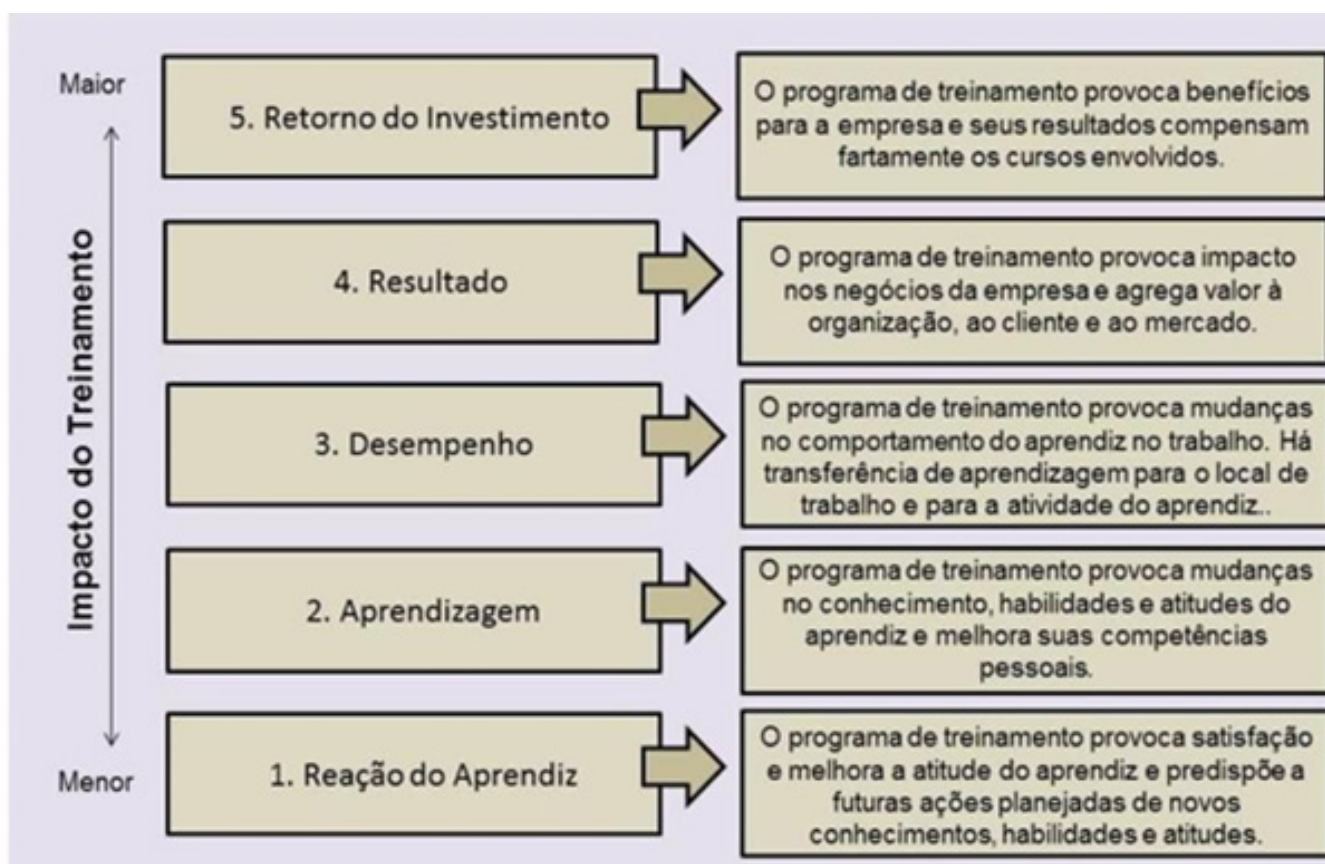 Maior
Impacto do Treinamento
Menor
5. Retorno do Investimento
O programa de treinamento provoca benefícios
para a empresa e seus resultados compensam
fartamente os cursos envolvidos.
4. Resultado
O programa de treinamento provoca impacto
nos negócios da empresa e agrega valor à
organização, ao cliente e ao mercado.
3. Desempenho
O programa de treinamento provoca mudanças
no comportamento do aprendiz no trabalho. Há
transferência de aprendizagem para o local de
trabalho e para a atividade do aprendiz..
2. Aprendizagem
O programa de treinamento provoca mudanças
no conhecimento, habilidades e atitudes do
aprendiz e melhora suas competências
pessoais.
1. Reação do Aprendiz
O programa de treinamento provoca satisfação
e melhora a atitude do aprendiz e predispõe a
futuras ações planejadas de novos
conhecimentos, habilidades e atitudes.